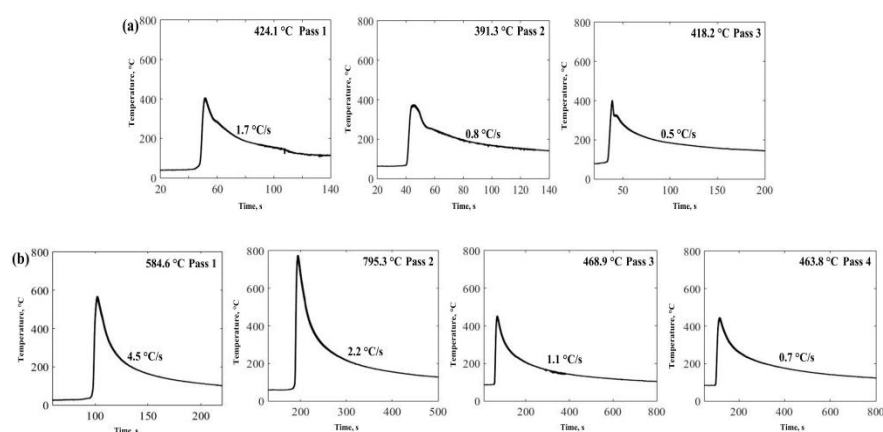 (a)
424.1 °C Pass 1
Temperature, °C
800
600
400
200
0
1.7 °C/s
20 60 100 140
Time, s
391.3 °C Pass 2
Temperature, °C
800
600
400
200
0
0.8 °C/s
20 40 60 80 100 120 140
Time, s
418.2 °C Pass 3
Temperature, °C
800
600
400
200
0
0.5 °C/s
50 100 150 200
Time, s
(b)
584.6 °C Pass 1
Temperature, °C
800
600
400
200
0
4.5 °C/s
100 150 200
Time, s
795.3 °C Pass 2
Temperature, °C
800
600
400
200
0
2.2 °C/s
200 300 400 500
Time, s
468.9 °C Pass 3
Temperature, °C
800
600
400
200
0
1.1 °C/s
200 400 600 800
Time, s
463.8 °C Pass 4
Temperature, °C
800
600
400
200
0
0.7 °C/s
200 400 600 800
Time, s